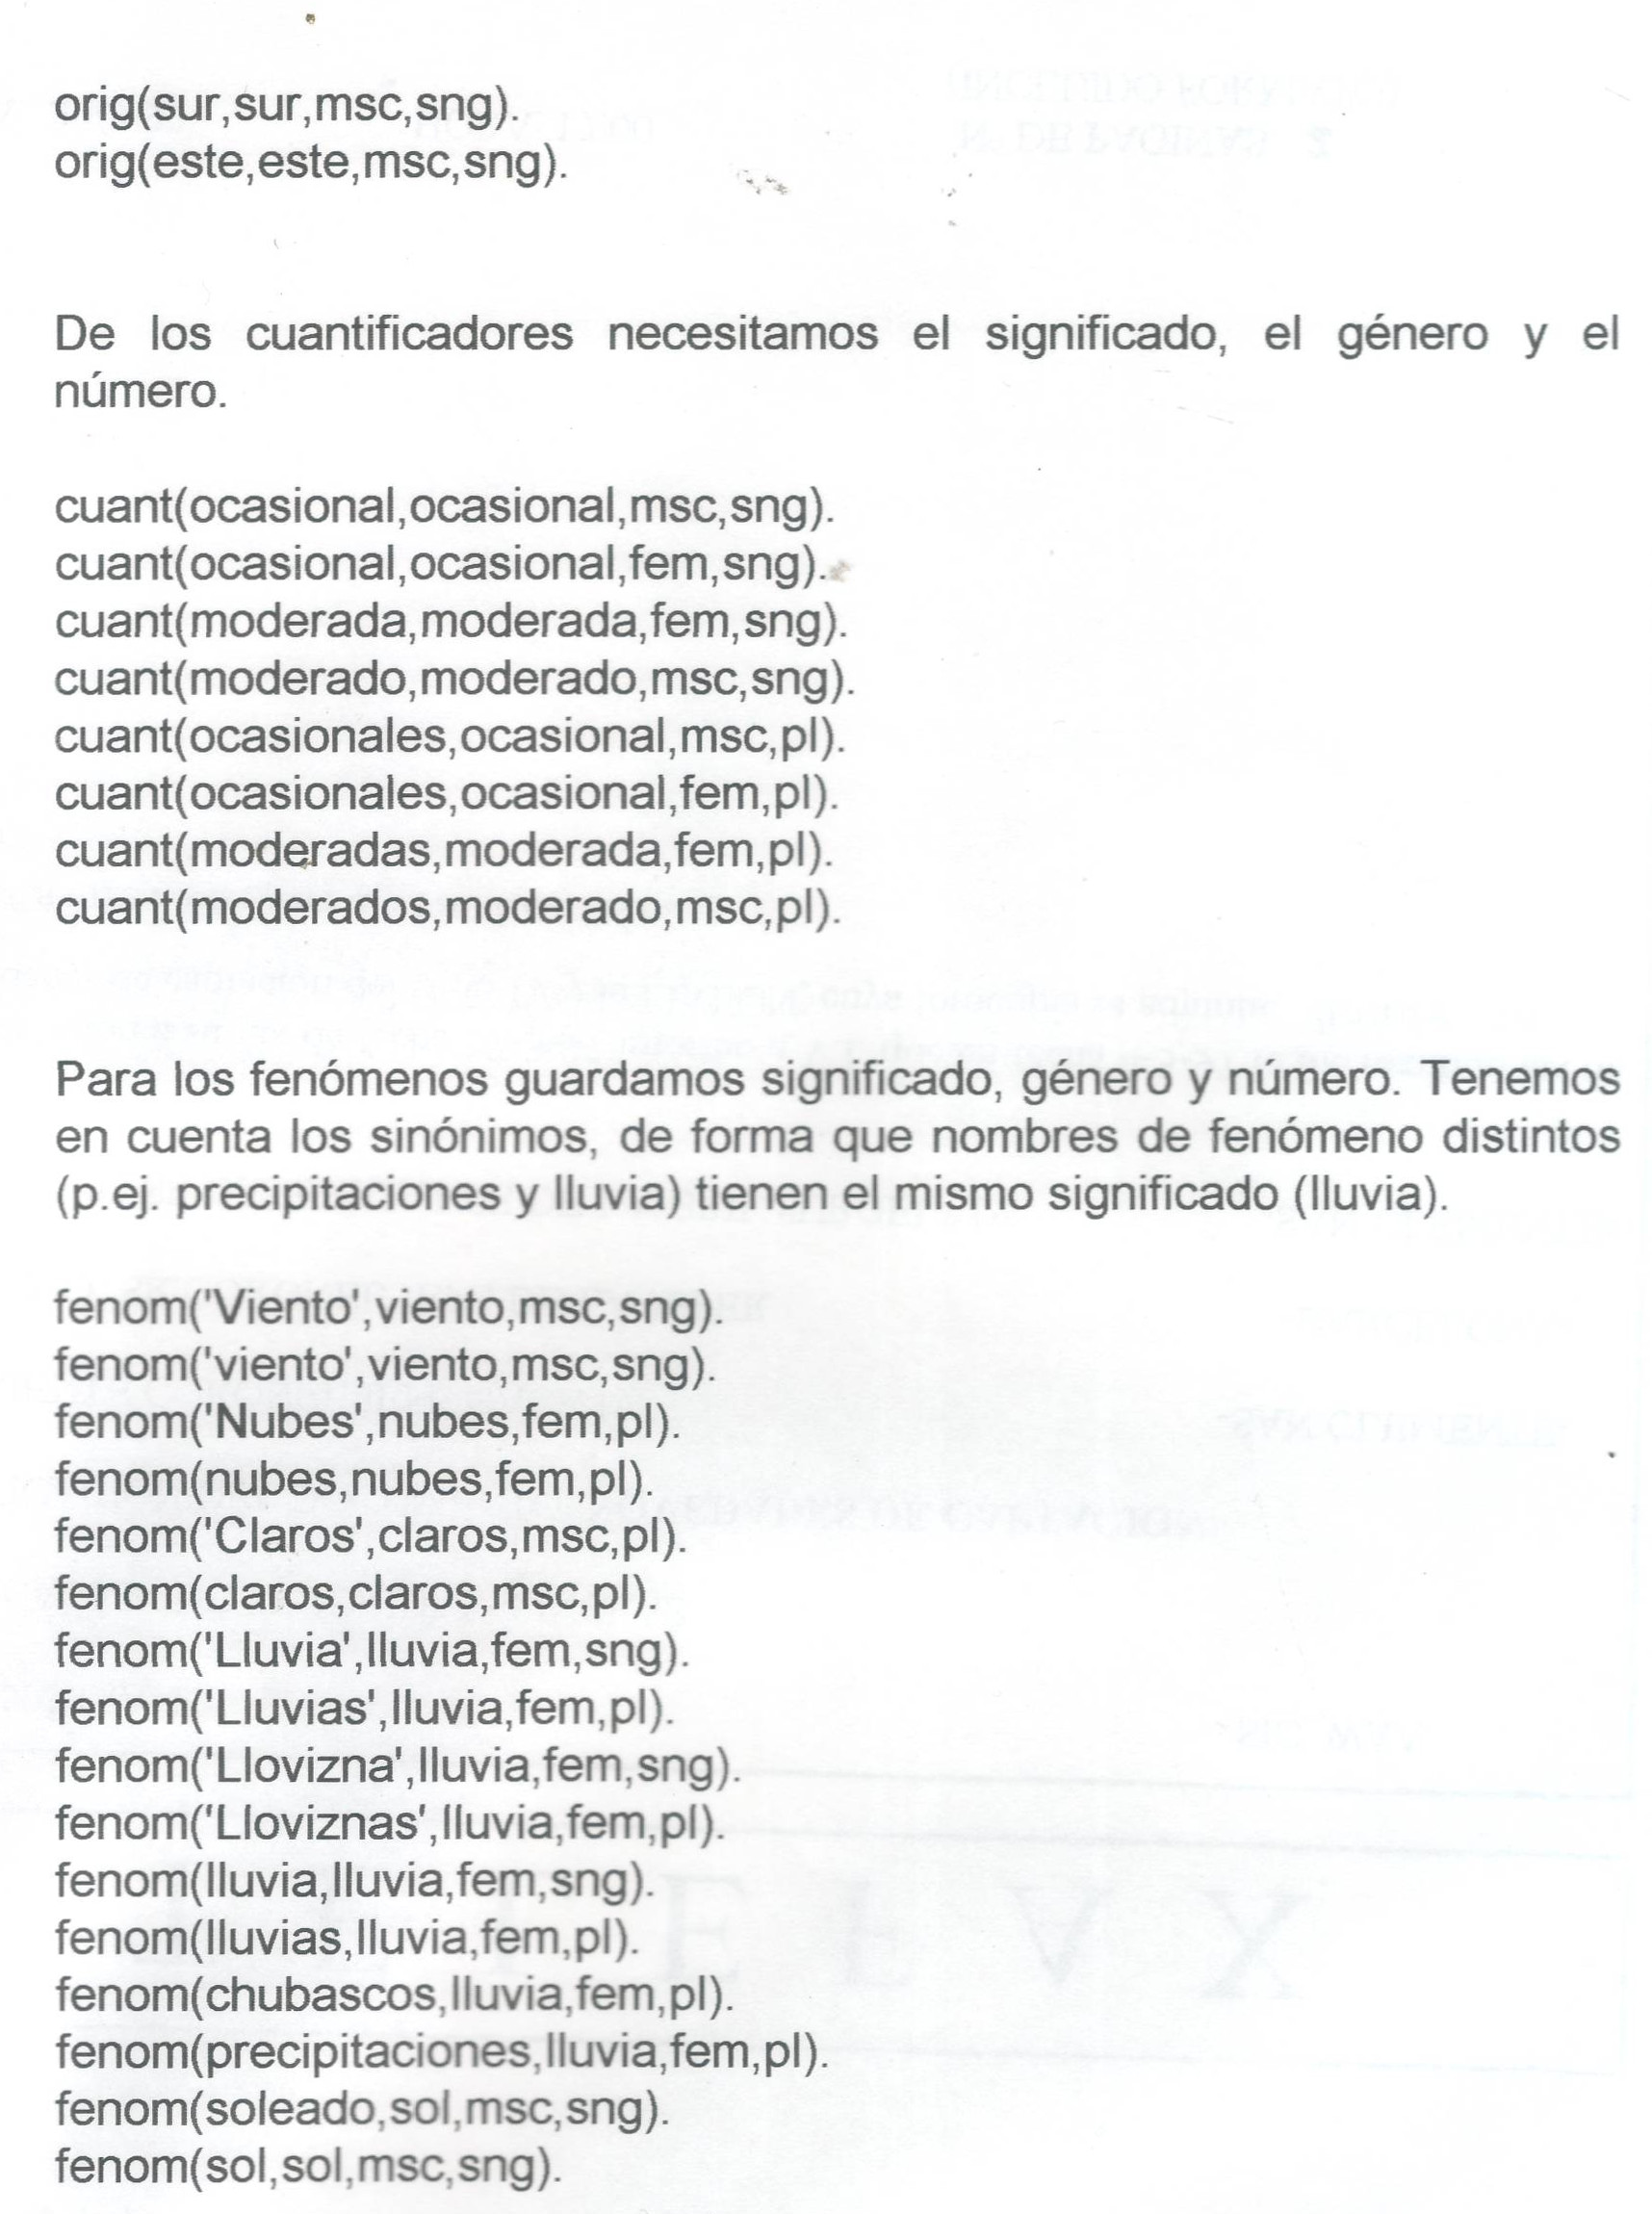 orig(sur,sur,msc,sng).
orig(este,este,msc,sng).
De los cuantificadores necesitamos el significado, el género y el
número.
cuant(ocasional,ocasional,msc,sng).
cuant(ocasional,ocasional,fem,sng).
cuant(moderada,moderada,fem,sng).
cuant(moderado,moderado,msc,sng).
cuant(ocasionales,ocasional,msc,pl).
cuant(ocasionales,ocasional,fem,pl).
cuant(moderadas,moderada,fem,pl).
cuant(moderados,moderado,msc,pl).
Para los fenómenos guardamos significado, género y número. Tenemos
en cuenta los sinónimos, de forma que nombres de fenómeno distintos
(p.ej. precipitaciones y lluvia) tienen el mismo significado (lluvia).
fenom('Viento',viento,msc,sng).
fenom('viento',viento,msc,sng).
fenom('Nubes',nubes,fem,pl).
fenom(nubes,nubes,fem,pl).
fenom('Claros',claros,msc,pl).
fenom(claros,claros,msc,pl).
fenom('Lluvia',lluvia,fem,sng).
fenom('Lluvias',lluvia,fem,pl).
fenom('Llovizna',lluvia,fem,sng).
fenom('Lloviznas',lluvia,fem,pl).
fenom(lluvia,lluvia,fem,sng).
fenom(lluvias,lluvia,fem,pl).
fenom(chubascos,lluvia,fem,pl).
fenom(precipitaciones,lluvia,fem,pl).
fenom(soleado,sol,msc,sng).
fenom(sol,sol,msc,sng).